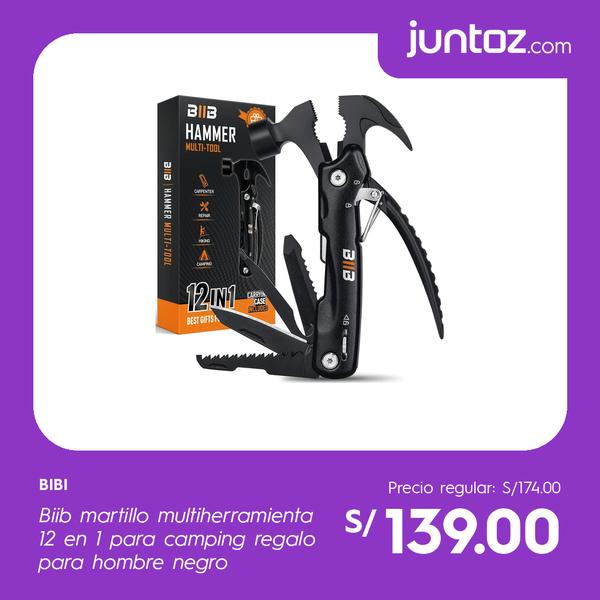 juntoz.com
BIIB
HAMMER
MULTI-TOOL
CARPENTER
REPAIR
HIKING
CAMPING
12 IN 1
CARRYING
CASE
INCLUDED
BEST GIFTS
BIIB HAMMER MULTI-TOOL
BIIB
BIBI
Biib martillo multiherramienta
12 en 1 para camping regalo
para hombre negro
Precio regular: S/174.00
S/139.00